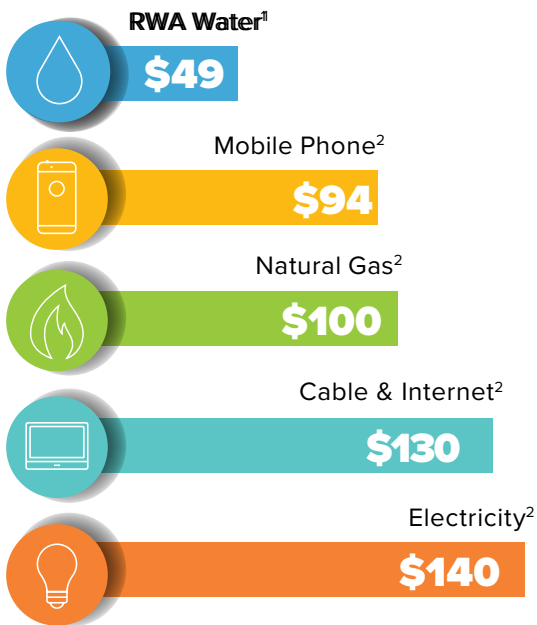 RWA Water¹
$49
Mobile Phone²
$94
Natural Gas²
$100
Cable & Internet²
$130
Electricity²
$140